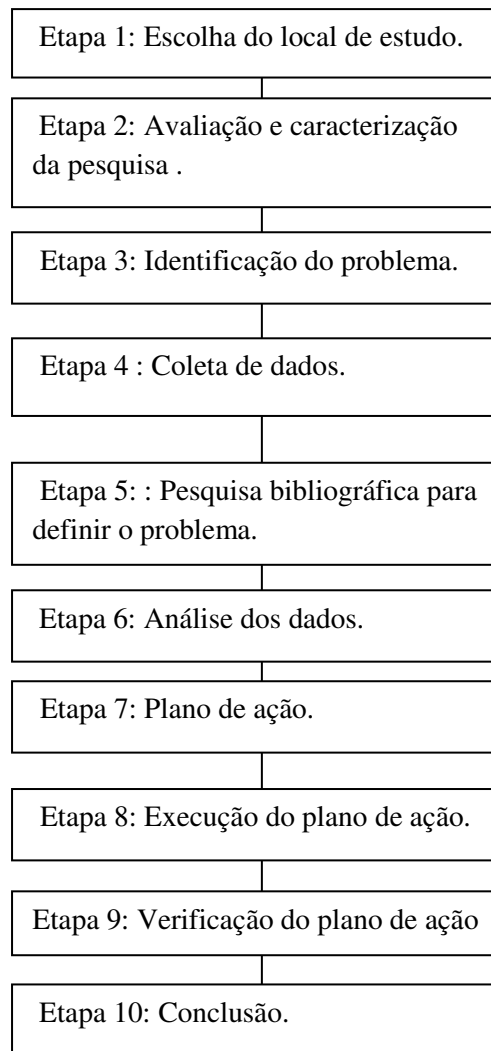 Etapa 1: Escolha do local de estudo.
Etapa 2: Avaliação e caracterização
da pesquisa .
Etapa 3: Identificação do problema.
Etapa 4 : Coleta de dados.
Etapa 5: : Pesquisa bibliográfica para
definir o problema.
Etapa 6: Análise dos dados.
Etapa 7: Plano de ação.
Etapa 8: Execução do plano de ação.
Etapa 9: Verificação do plano de ação
Etapa 10: Conclusão.